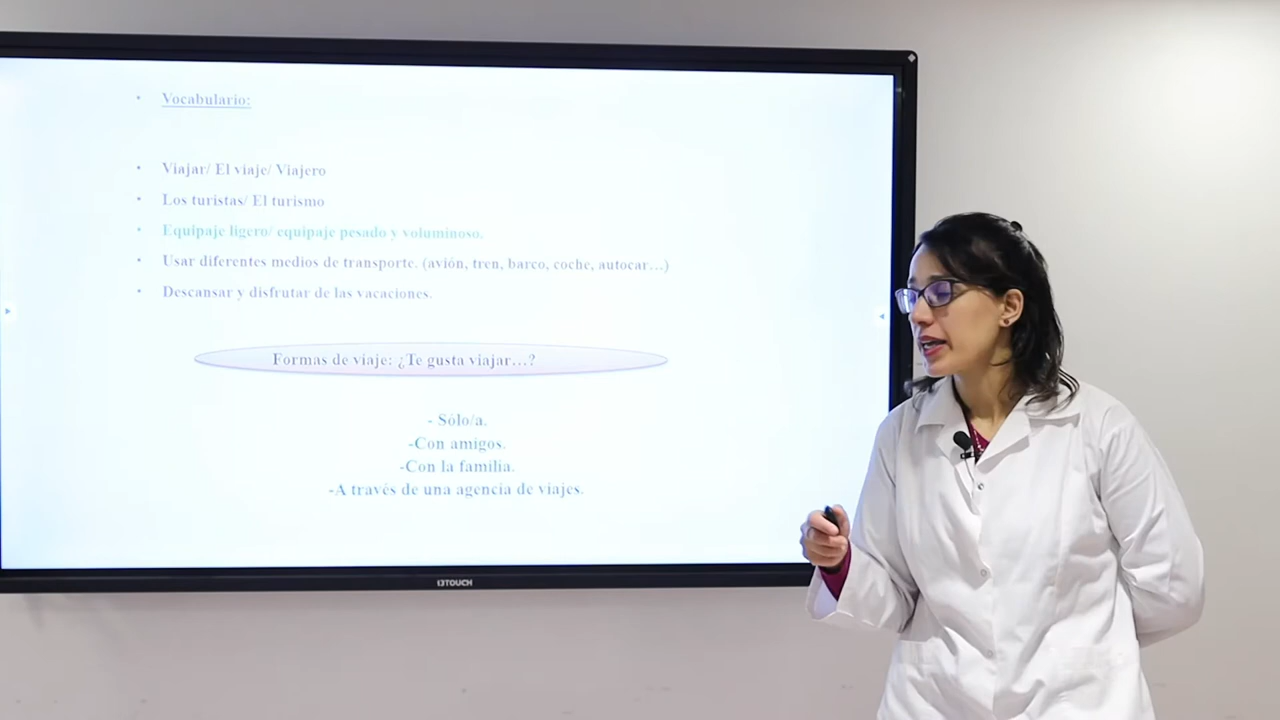 Vocabulario:
Viajar/ El viaje/ Viajero
Los turistas/ El turismo
Equipaje ligero/ equipaje pesado y voluminoso.
Usar diferentes medios de transporte. (avión, tren, barco, coche, autocar…)
Descansar y disfrutar de las vacaciones.
Formas de viaje: ¿Te gusta viajar…?
- Sólo/a.
-Con amigos.
-Con la familia.
-A través de una agencia de viajes.
i3TOUCH